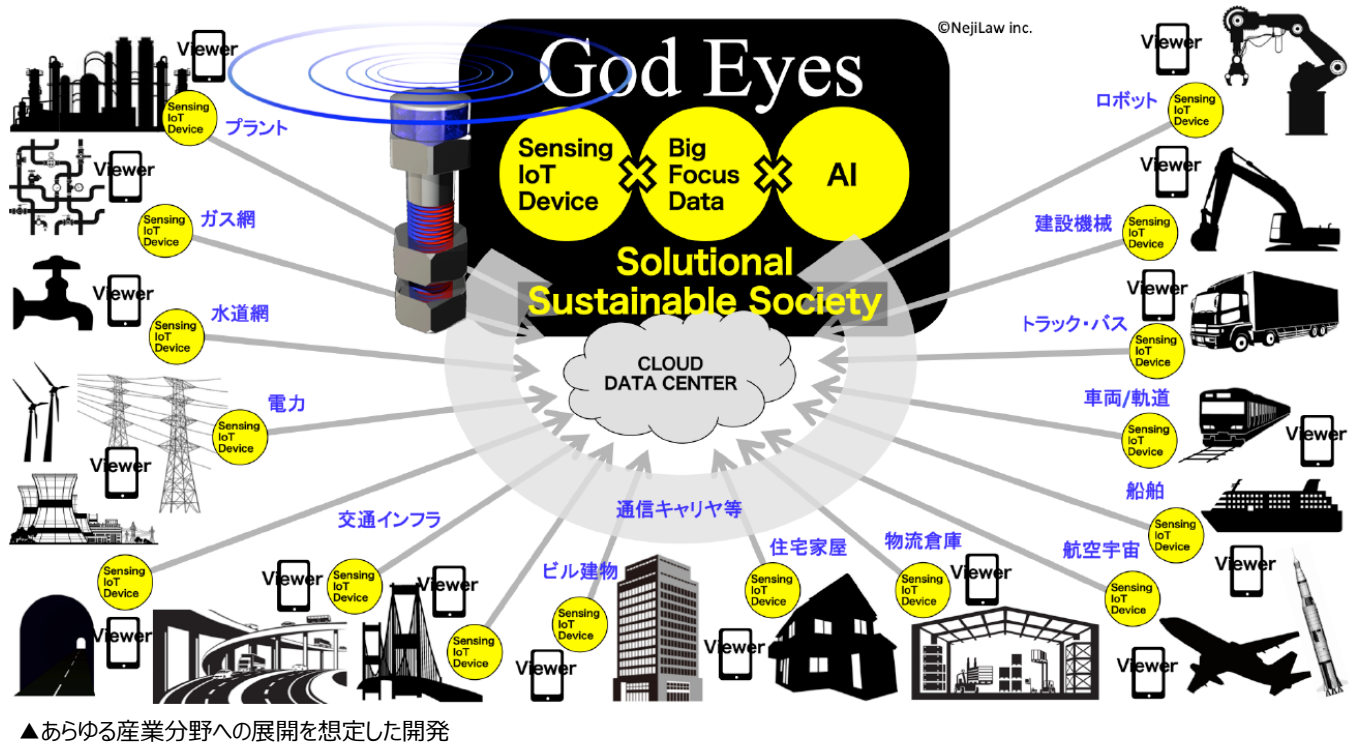 ©NejiLaw inc.
God Eyes
Sensing
IoT
Device
Big
Focus
Data
AI
Solutional
Sustainable Society
CLOUD
DATA CENTER
通信キャリヤ等
Viewer
Sensing
IoT
Device
プラント
Viewer
Sensing
IoT
Device
ガス網
Viewer
Sensing
IoT
Device
水道網
電力
Sensing
IoT
Device
Viewer
Sensing
IoT
Device
Viewer
交通インフラ
Viewer
Sensing
IoT
Device
Viewer
Sensing
IoT
Device
ビル建物
Sensing
IoT
Device
Viewer
住宅家屋
Sensing
IoT
Device
Viewer
物流倉庫
Sensing
IoT
Device
Viewer
航空宇宙
Sensing
IoT
Device
Viewer
Viewer
船舶
Sensing
IoT
Device
車両/軌道
Sensing
IoT
Device
Viewer
Viewer
トラック・バス
Sensing
IoT
Device
Viewer
建設機械
Sensing
IoT
Device
Viewer
ロボット
Sensing
IoT
Device
▲あらゆる産業分野への展開を想定した開発